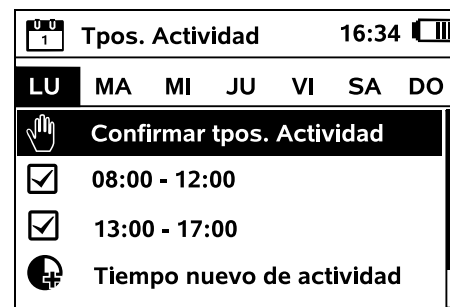 1 Tpos. Actividad 16:34
LU MA MI JU VI SA DO
Confirmar tpos. Actividad
08:00 - 12:00
13:00 - 17:00
Tiempo nuevo de actividad